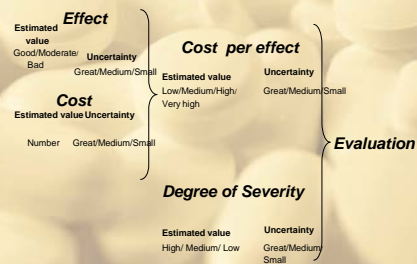 Effect
Estimated
value
Good/Moderate/
Bad
Uncertainty
Great/Medium/Small
Cost
Estimated value Uncertainty
Number Great/Medium/Small
Cost per effect
Estimated value Uncertainty
Low/Medium/High/ Great/Medium/Small
Very high
Evaluation
Degree of Severity
Estimated value Uncertainty
High/ Medium/ Low Great/Medium/
Small